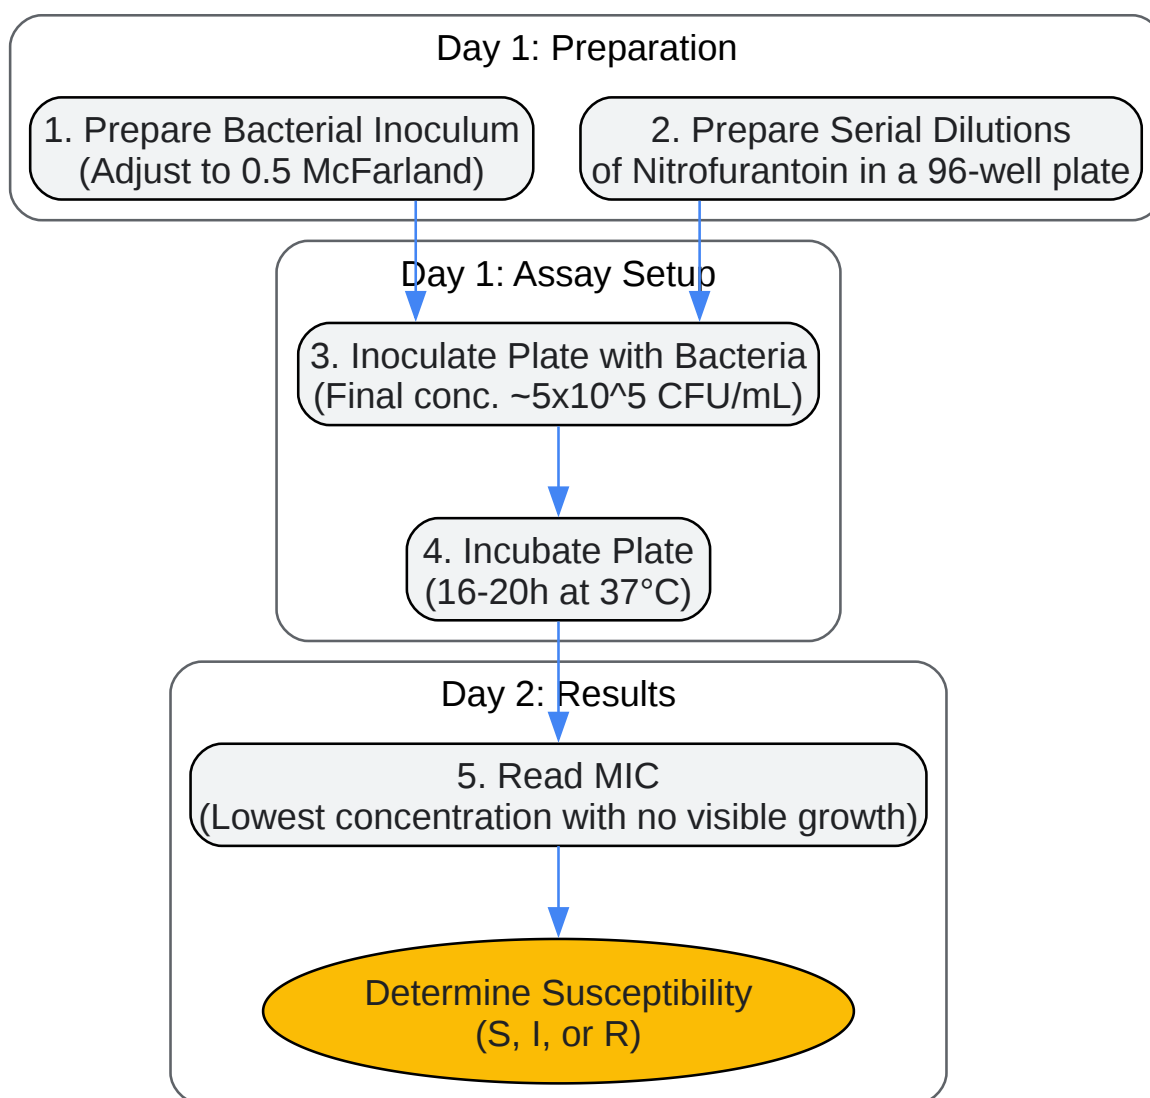 Day 1: Preparation
1. Prepare Bacterial Inoculum
(Adjust to 0.5 McFarland)
2. Prepare Serial Dilutions
of Nitrofurantoin in a 96-well plate
Day 1: Assay Setup
3. Inoculate Plate with Bacteria
(Final conc. ~5x10^5 CFU/mL)
4. Incubate Plate
(16-20h at 37°C)
Day 2: Results
5. Read MIC
(Lowest concentration with no visible growth)
Determine Susceptibility
(S, I, or R)